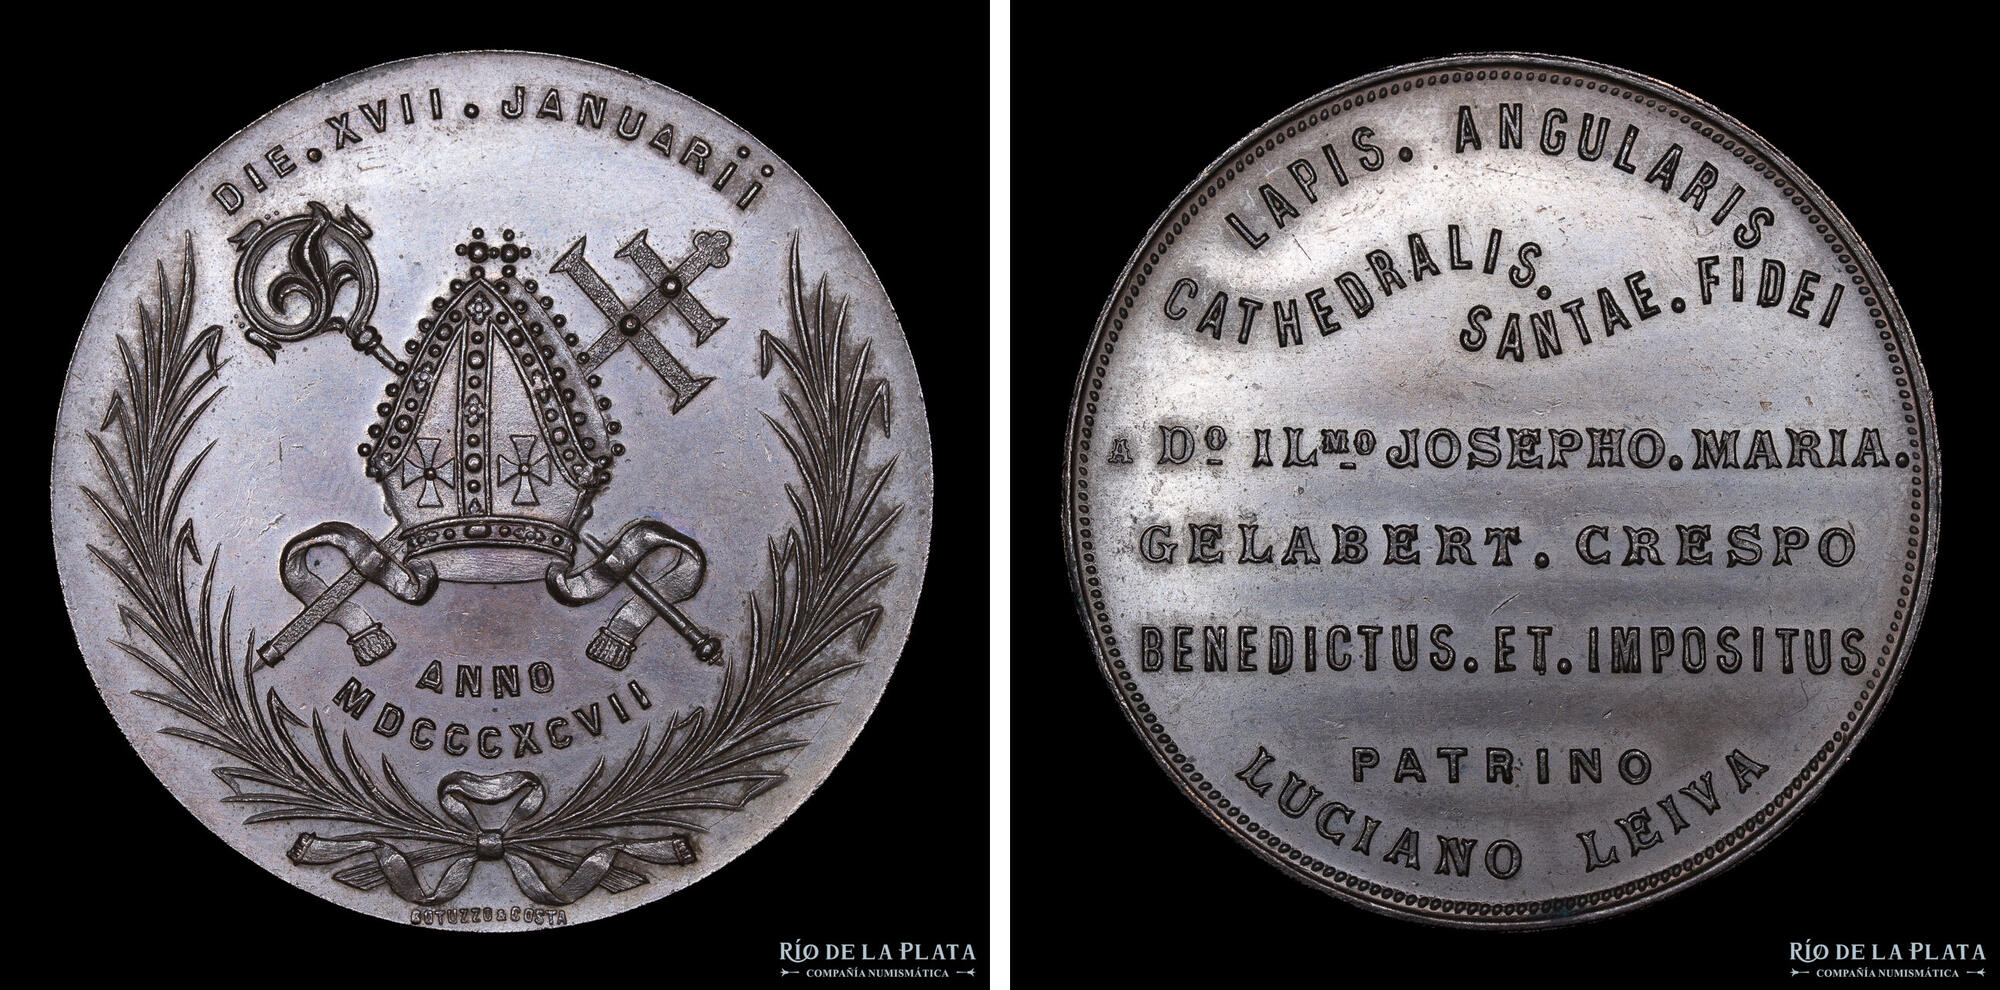 DIE. XVII. JANUARII
ANNO
MDCCCXCVII
COTUZZO & COSTA
RÍO DE LA PLATA
COMPAÑÍA NUMISMÁTICA
LAPIS. ANGULARIS
CATHEDRALIS.
SANTAE. FIDEI
A Dº ILMO JOSEPHO. MARIA.
GELABERT. CRESPO
BENEDICTUS. ET. IMPOSITUS
PATRINO
LUCIANO LEIVA
RÍO DE LA PLATA
COMPAÑÍA NUMISMÁTICA